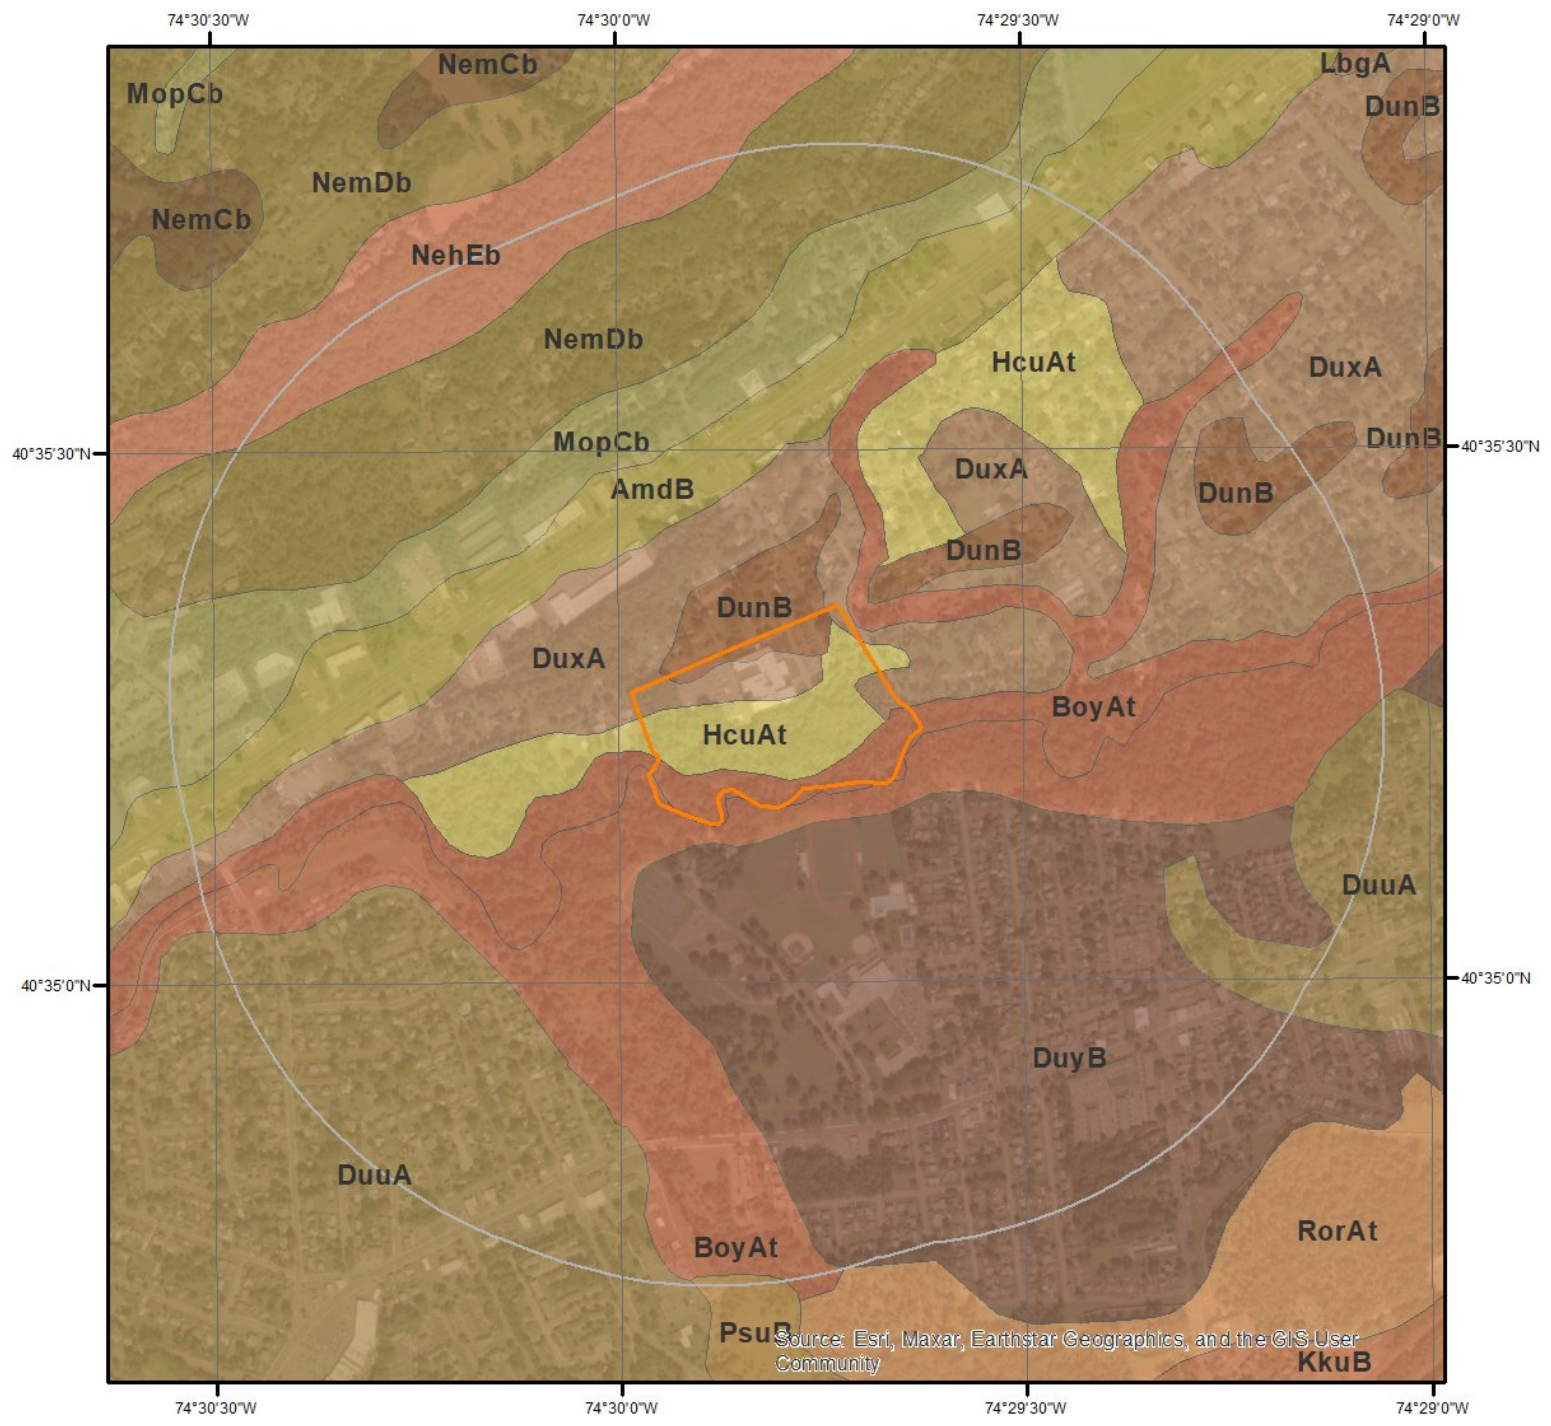 74°30'30"W 74°30'0"W 74°29'30"W 74°29'0"W
NemCb
LbgA
MopCb
DunB
NemDb
NemCb
NehEb
NemDb
HcuAt
DuxA
MopCb
DunB
40°35'30"N 40°35'30"N
DuxA
AmdB
DunB
DunB
DunB
DuxA
BoyAt
HcuAt
DuuA
40°35'0"N 40°35'0"N
DuyB
DuuA
RorAt
BoyAt
PsuB
Source: Esri, Maxar, Earthstar Geographics, and the GIS User
Community
KkuB
74°30'30"W 74°30'0"W 74°29'30"W 74°29'0"W